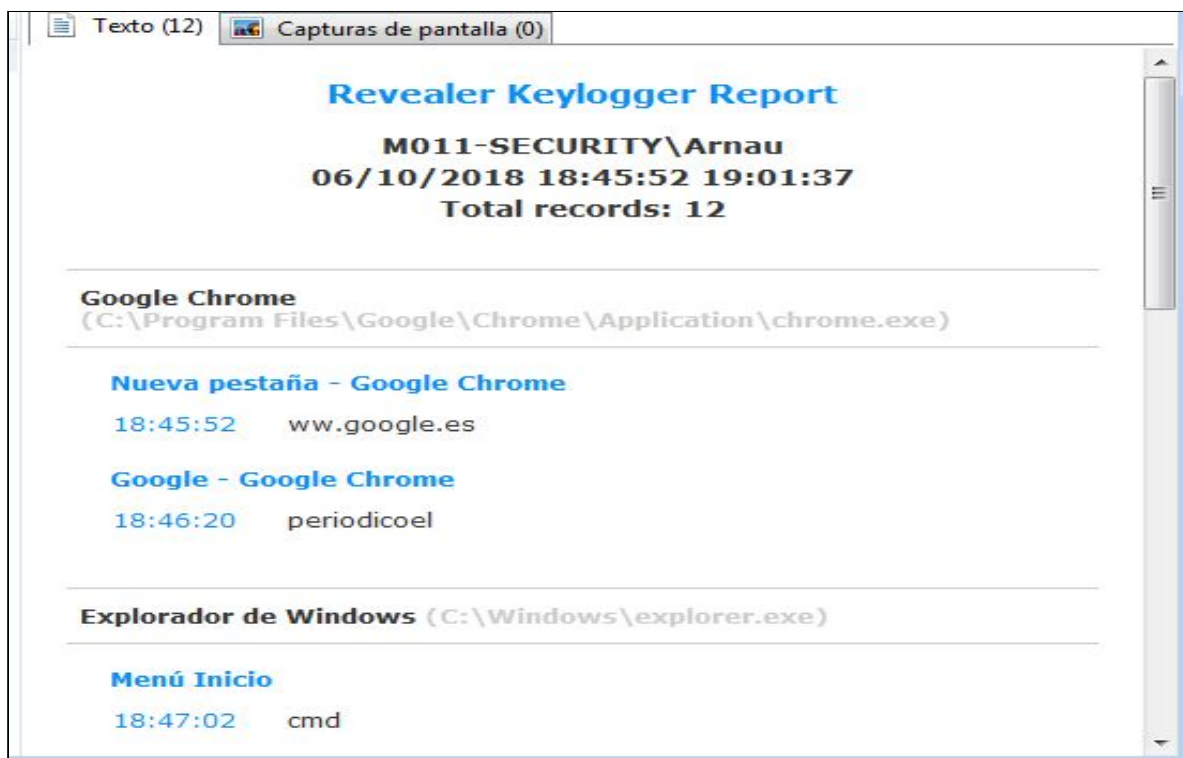 Texto (12) Capturas de pantalla (0)
Revealer Keylogger Report
M011-SECURITY\Arnau
06/10/2018 18:45:52 19:01:37
Total records: 12
Google Chrome
(C:\Program Files\Google\Chrome\Application\chrome.exe)
Nueva pestaña - Google Chrome
18:45:52 ww.google.es
Google - Google Chrome
18:46:20 periodicoel
Explorador de Windows (C:\Windows\explorer.exe)
Menú Inicio
18:47:02 cmd